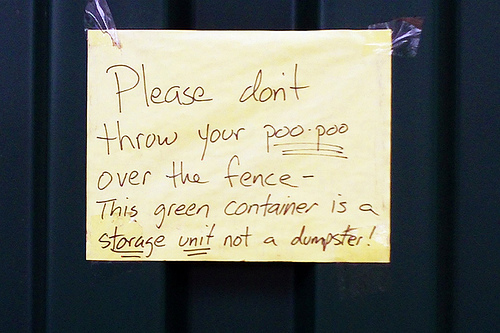 Please don't
throw your poo-poo
over the fence-
This green container is a
storage unit not a dumpster!